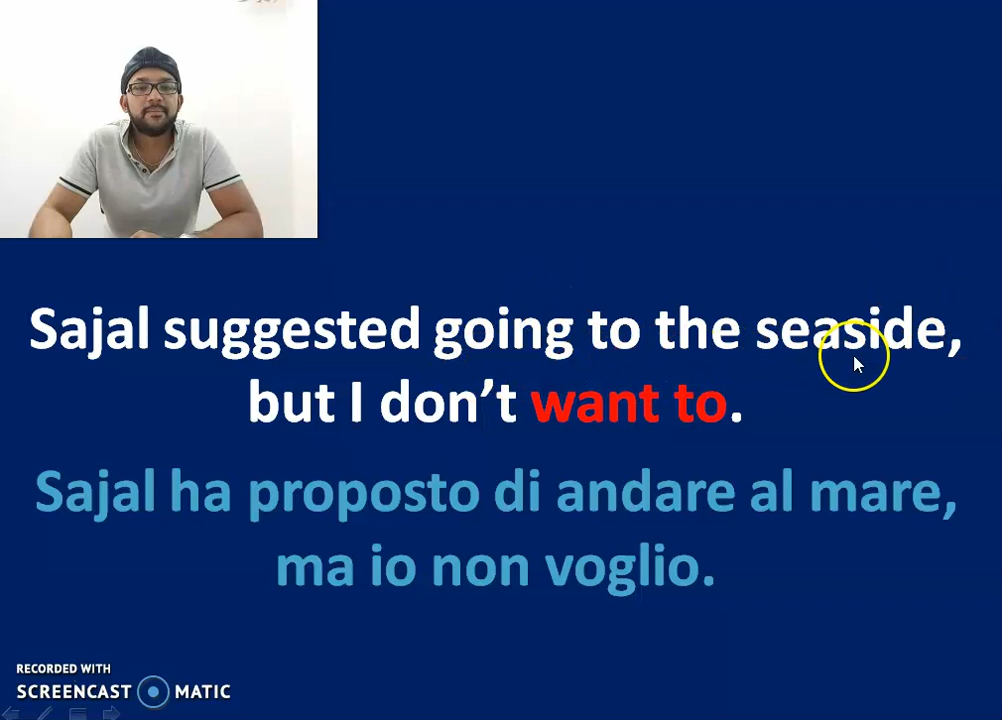 Sajal suggested going to the seaside,
but I don’t want to.
Sajal ha proposto di andare al mare,
ma io non voglio.
RECORDED WITH
SCREENCAST MATIC